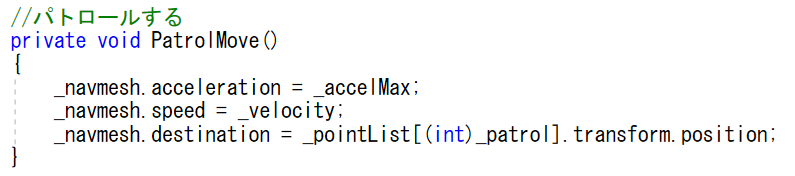 //パトロールする
private void PatrolMove()
{
    _navmesh.acceleration = _accelMax;
    _navmesh.speed = _velocity;
    _navmesh.destination = _pointList[(int)_patrol].transform.position;
}